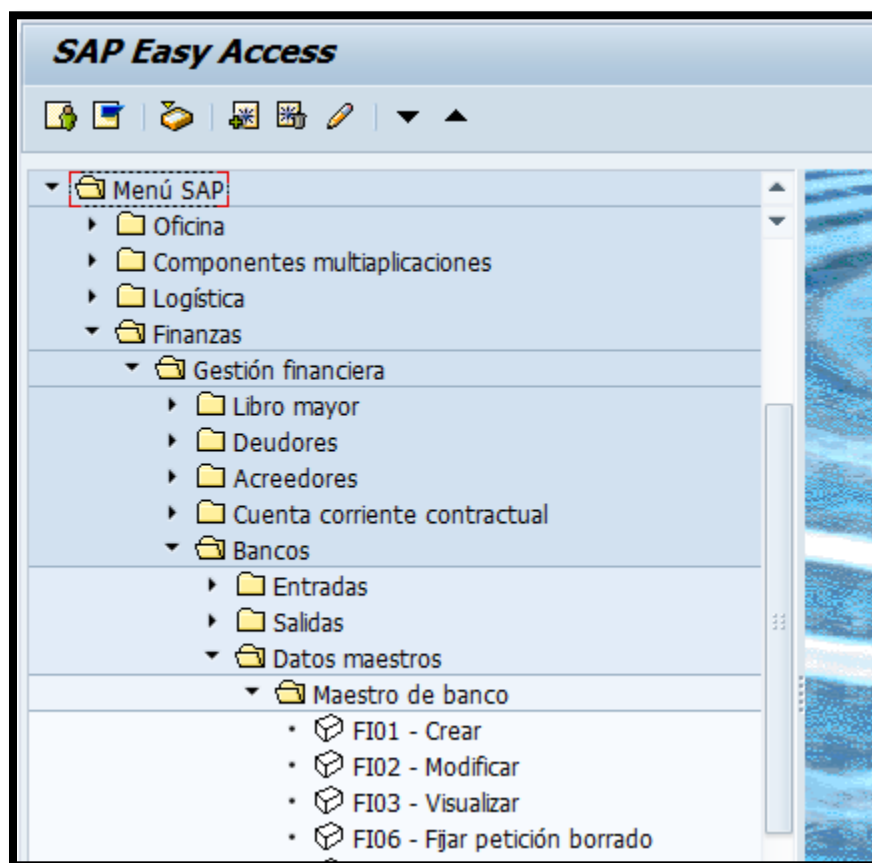 SAP Easy Access
Menú SAP
Oficina
Componentes multiaplicaciones
Logística
Finanzas
Gestión financiera
Libro mayor
Deudores
Acreedores
Cuenta corriente contractual
Bancos
Entradas
Salidas
Datos maestros
Maestro de banco
FI01 - Crear
FI02 - Modificar
FI03 - Visualizar
FI06 - Fijar petición borrado